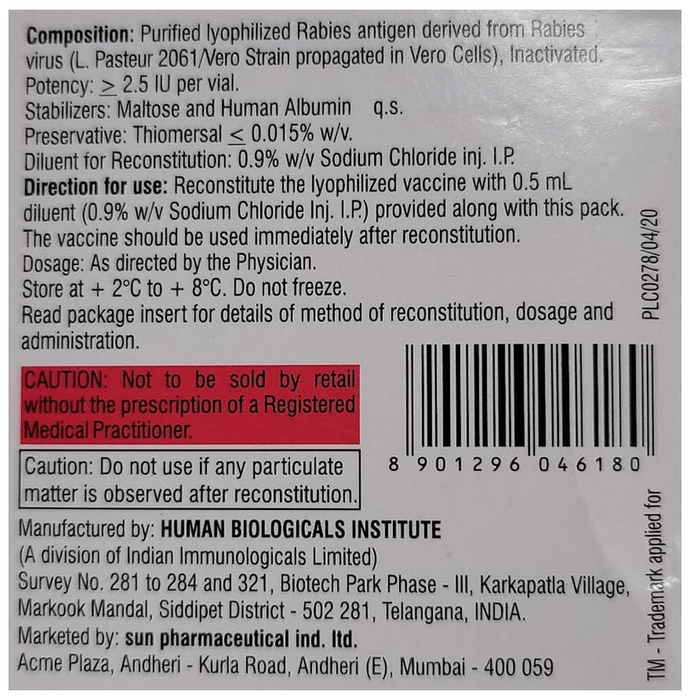 Composition: Purified lyophilized Rabies antigen derived from Rabies
virus (L. Pasteur 2061/Vero Strain propagated in Vero Cells), Inactivated.
Potency: ≥ 2.5 IU per vial.
Stabilizers: Maltose and Human Albumin q.s.
Preservative: Thiomersal ≤ 0.015% w/v.
Diluent for Reconstitution: 0.9% w/v Sodium Chloride inj. I.P.
Direction for use: Reconstitute the lyophilized vaccine with 0.5 mL
diluent (0.9% w/v Sodium Chloride Inj. I.P.) provided along with this pack.
The vaccine should be used immediately after reconstitution.
Dosage: As directed by the Physician.
Store at + 2°C to + 8°C. Do not freeze.
Read package insert for details of method of reconstitution, dosage and
administration.
PLC0278/04/20
CAUTION: Not to be sold by retail
without the prescription of a Registered
Medical Practitioner.
Caution: Do not use if any particulate
matter is observed after reconstitution.
8 901296 046180
Manufactured by: HUMAN BIOLOGICALS INSTITUTE
(A division of Indian Immunologicals Limited)
Survey No. 281 to 284 and 321, Biotech Park Phase - III, Karkapatla Village,
Markook Mandal, Siddipet District - 502 281, Telangana, INDIA.
Marketed by: sun pharmaceutical ind. ltd.
Acme Plaza, Andheri - Kurla Road, Andheri (E), Mumbai - 400 059
TM - Trademark applied for